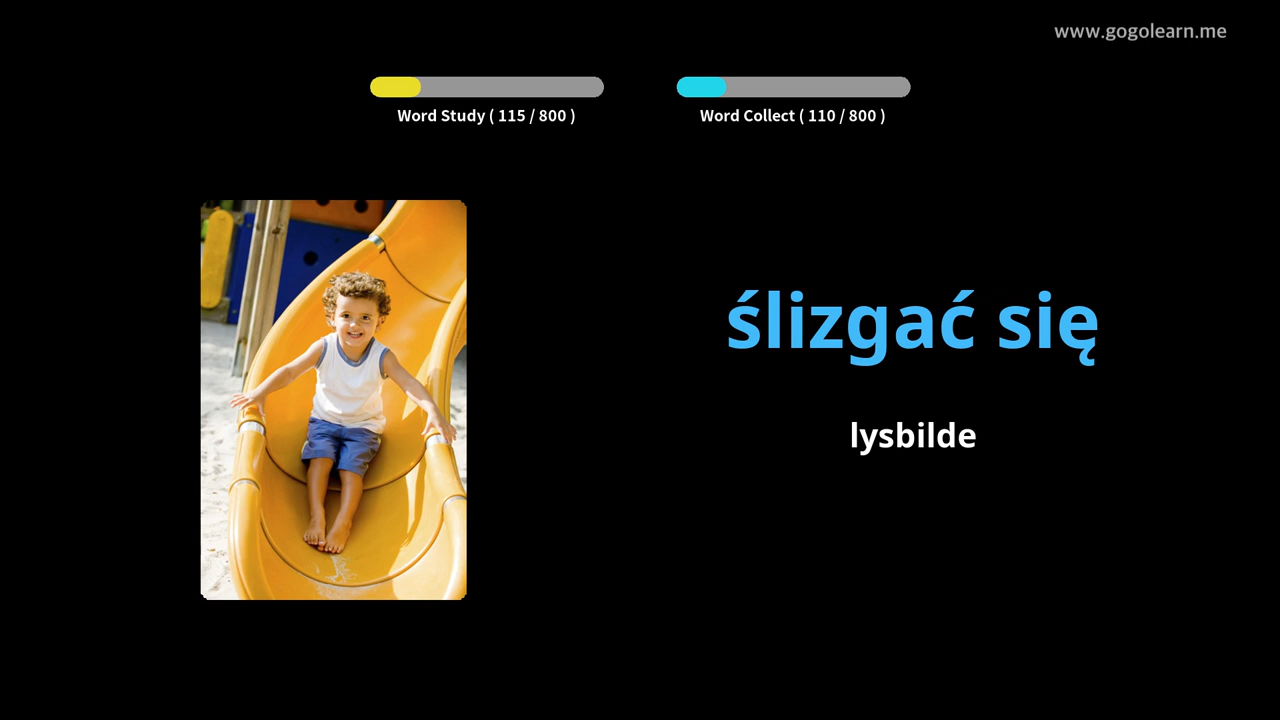 www.gogolearn.me
Word Study ( 115 / 800 )
Word Collect ( 110 / 800 )
ślizgać się
lysbilde